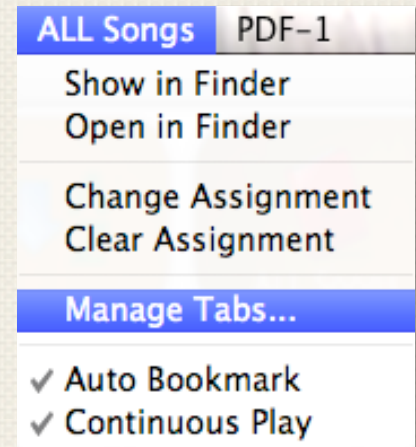 ALL Songs PDF-1
Show in Finder
Open in Finder
Change Assignment
Clear Assignment
Manage Tabs...
✓ Auto Bookmark
✓ Continuous Play